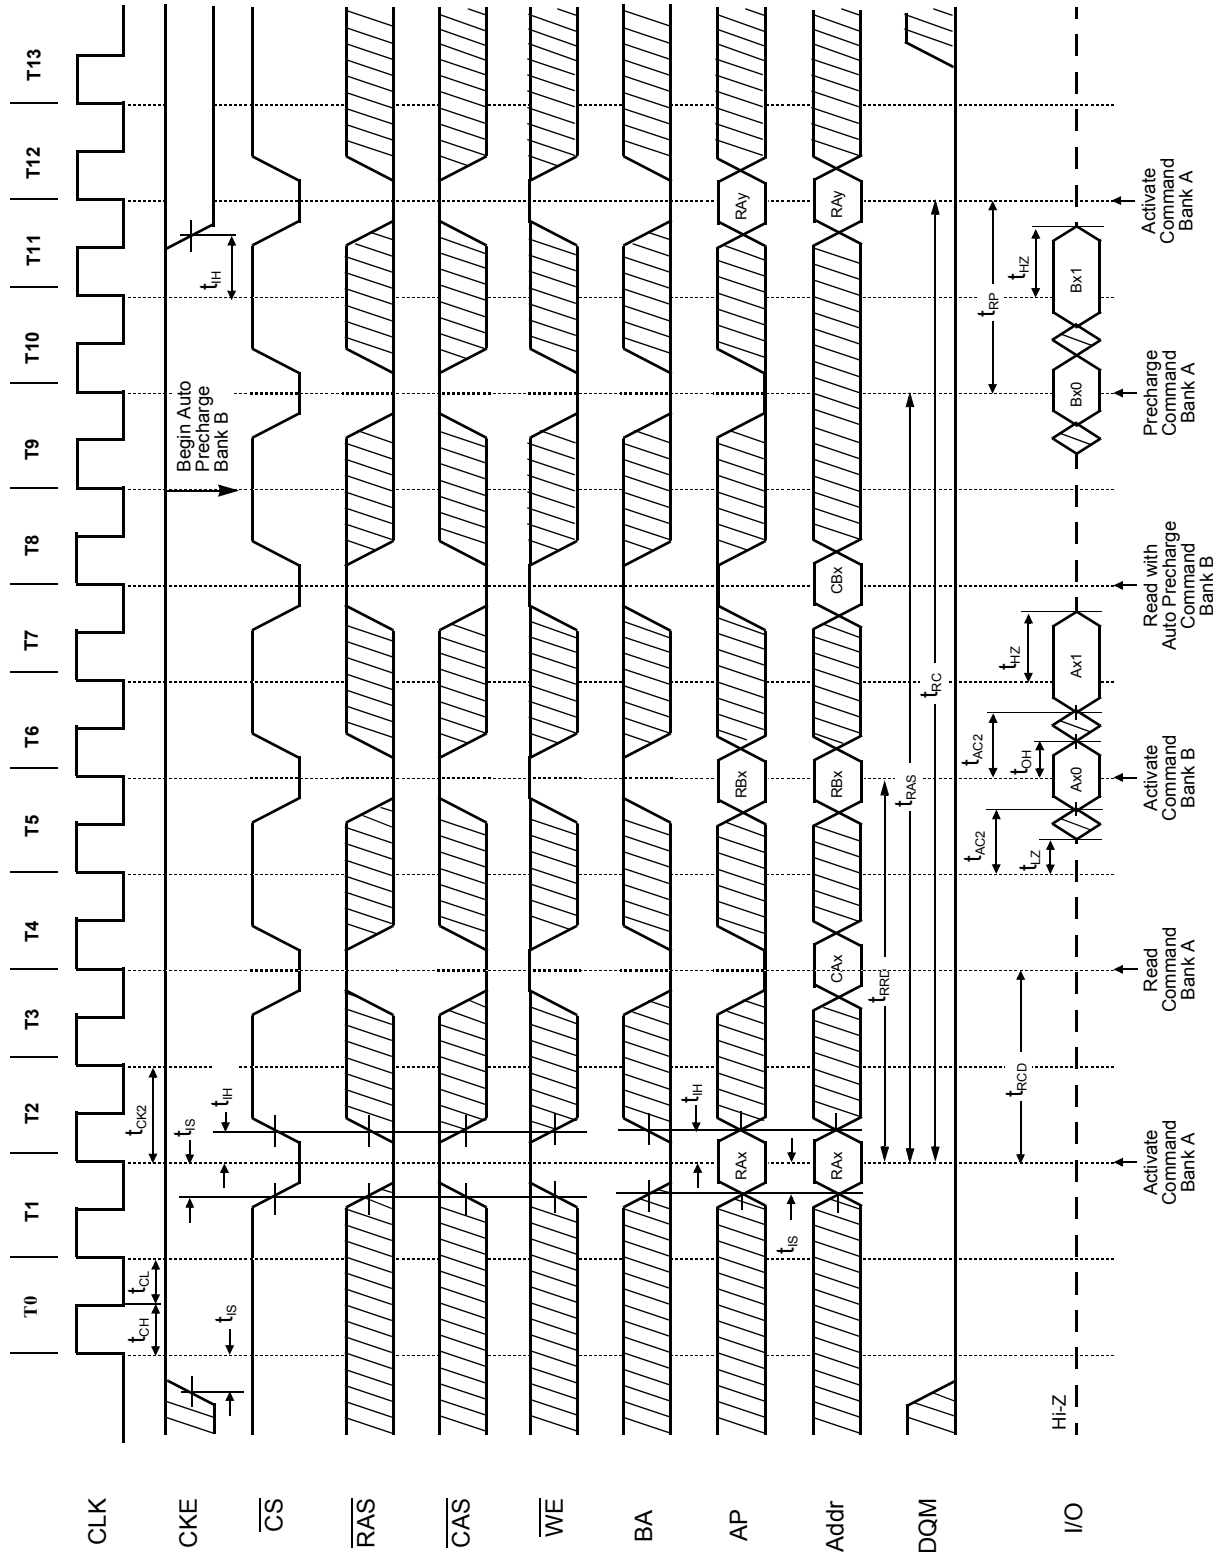 T0 T1 T2 T3 T4 T5 T6 T7 T8 T9 T10 T11 T12 T13
CLK
tCH
tCL
tCK2
CKE
tIS
tIS
tIH
Begin Auto
Precharge
Bank B
tIH
CS
RAS
CAS
WE
BA
tIH
AP
RAx
RBx
RAy
tIS
Addr
RAx
CAx
RBx
CBx
RAy
tRRD
tRAS
tRC
DQM
tRCD
tAC2
tLZ
tAC2
tOH
tHZ
tRP
tHZ
I/O
Hi-Z
Ax0
Ax1
Bx0
Bx1
Activate
Command
Bank A
Read
Command
Bank A
Activate
Command
Bank B
Read with
Auto Precharge
Command
Bank B
Precharge
Command
Bank A
Activate
Command
Bank A